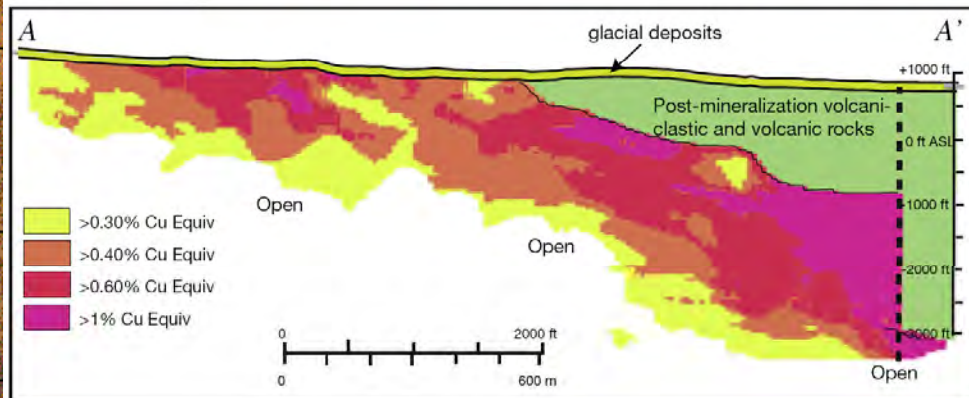 A
A'
glacial deposits
+1000 ft
Post-mineralization volcani-
clastic and volcanic rocks
0 ft ASL
Open
-1000 ft
Open
>0.30% Cu Equiv
>0.40% Cu Equiv
>0.60% Cu Equiv
>1% Cu Equiv
-2000 ft
0
2000 ft
-3000 ft
0
600 m
Open